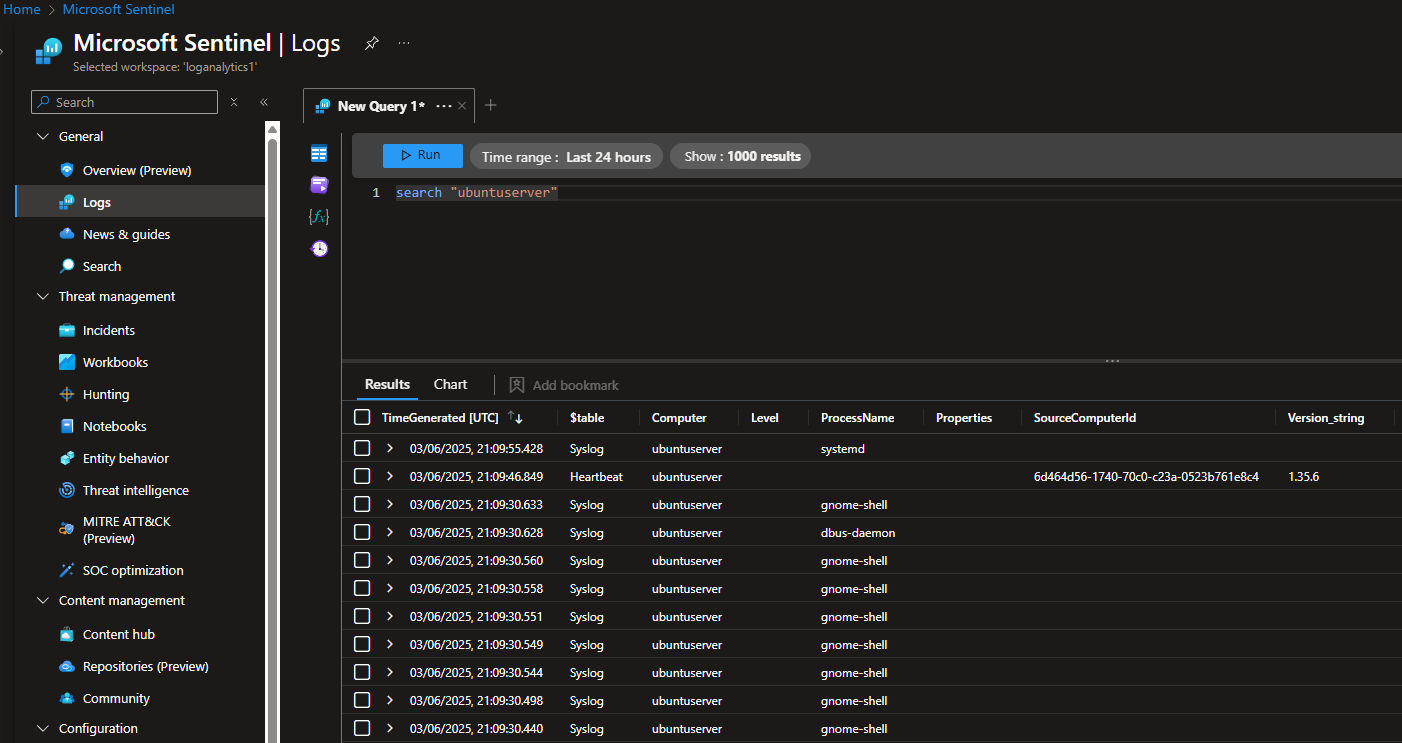 Home > Microsoft Sentinel
Microsoft Sentinel | Logs
Selected workspace: 'loganalytics1'
Search
General
Overview (Preview)
Logs
News & guides
Search
Threat management
Incidents
Workbooks
Hunting
Notebooks
Entity behavior
Threat intelligence
MITRE ATT&CK
(Preview)
SOC optimization
Content management
Content hub
Repositories (Preview)
Community
Configuration
New Query 1*
Run Time range : Last 24 hours Show : 1000 results
1 search "ubuntuserver"
Results Chart Add bookmark
TimeGenerated [UTC] $table Computer Level ProcessName Properties SourceComputerId Version_string
03/06/2025, 21:09:55.428 Syslog ubuntuserver systemd
03/06/2025, 21:09:46.849 Heartbeat ubuntuserver 6d464d56-1740-70c0-c23a-0523b761e8c4 1.35.6
03/06/2025, 21:09:30.633 Syslog ubuntuserver gnome-shell
03/06/2025, 21:09:30.628 Syslog ubuntuserver dbus-daemon
03/06/2025, 21:09:30.560 Syslog ubuntuserver gnome-shell
03/06/2025, 21:09:30.558 Syslog ubuntuserver gnome-shell
03/06/2025, 21:09:30.551 Syslog ubuntuserver gnome-shell
03/06/2025, 21:09:30.549 Syslog ubuntuserver gnome-shell
03/06/2025, 21:09:30.544 Syslog ubuntuserver gnome-shell
03/06/2025, 21:09:30.498 Syslog ubuntuserver gnome-shell
03/06/2025, 21:09:30.440 Syslog ubuntuserver gnome-shell